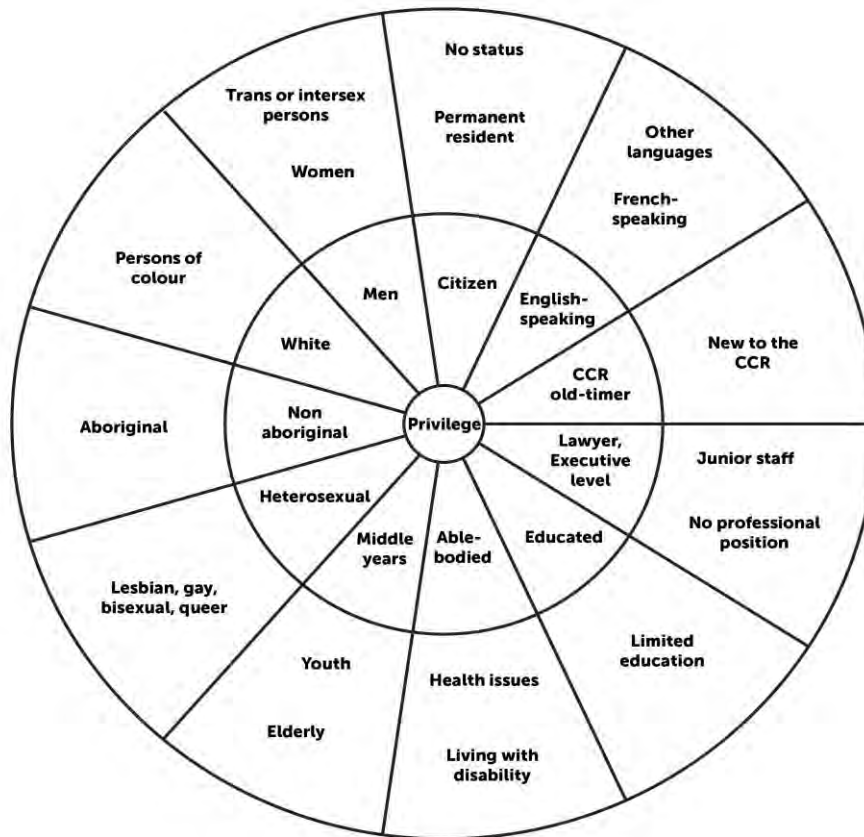 No status
Permanent
resident
Citizen
Other
languages
French-
speaking
English-
speaking
New to the
CCR
CCR
old-timer
Junior staff
No professional
position
Lawyer,
Executive
level
Limited
education
Educated
Health issues
Living with
disability
Able-
bodied
Youth
Elderly
Middle
years
Lesbian, gay,
bisexual, queer
Heterosexual
Aboriginal
Non
aboriginal
Persons of
colour
White
Trans or intersex
persons
Women
Men
Privilege